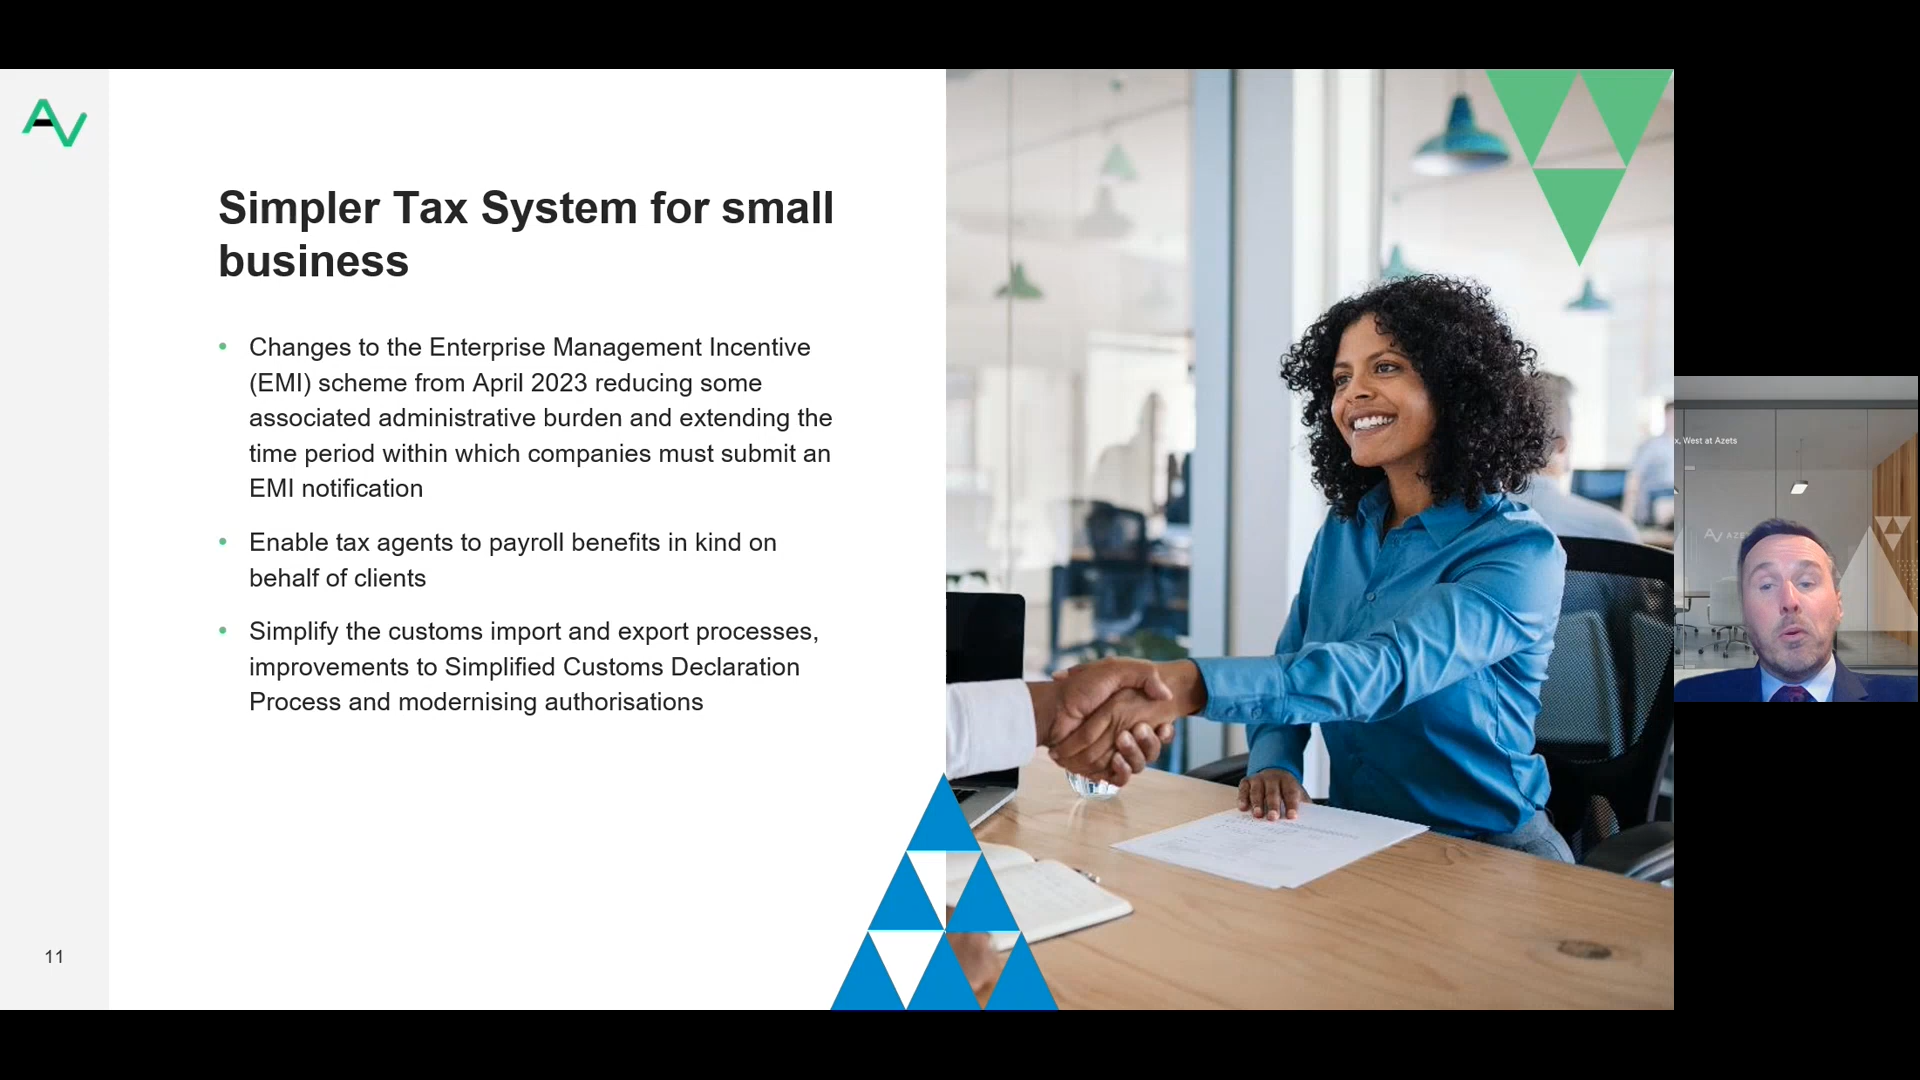 Simpler Tax System for small
business
• Changes to the Enterprise Management Incentive
(EMI) scheme from April 2023 reducing some
associated administrative burden and extending the
time period within which companies must submit an
EMI notification
• Enable tax agents to payroll benefits in kind on
behalf of clients
• Simplify the customs import and export processes,
improvements to Simplified Customs Declaration
Process and modernising authorisations
11
x, West at Azets